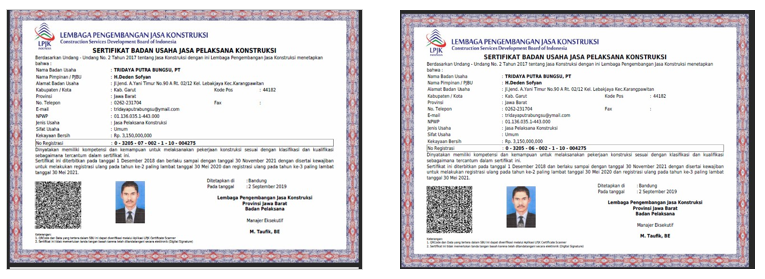 LEMBAGA PENGEMBANGAN JASA KONSTRUKSI
Construction Services Development Board of Indonesia
LPJK
SERTIFIKAT BADAN USAHA JASA PELAKSANA KONSTRUKSI
Berdasarkan Undang - Undang No. 2 Tahun 2017 tentang Jasa Konstruksi dengan ini Lembaga Pengembangan Jasa Konstruksi menetapkan
bahwa :
Nama Badan Usaha : TRIDAYA PUTRA BUNGSU, PT
Nama Pimpinan / PJBU : H.Deden Sofyan
Alamat Badan Usaha : Jl.Jend. A.Yani Timur No.90 A Rt. 02/12 Kel. Lebakjaya Kec.Karangpawitan
Kabupaten / Kota : Kab. Garut Kode Pos : 44182
Provinsi : Jawa Barat
No. Telepon : 0262-231704 Fax :
E-mail : tridayaputrabungsu@ymail.com
NPWP : 01.136.035.1-443.000
Jenis Usaha : Jasa Pelaksana Konstruksi
Sifat Usaha : Umum
Kekayaan Bersih : Rp. 3,150,000,000
No Registrasi : 0 - 3205 - 07 - 002 - 1 - 10 - 004275
Dinyatakan memiliki kompetensi dan kemampuan untuk melaksanakan pekerjaan konstruksi sesuai dengan klasifikasi dan kualifikasi
sebagaimana tercantum dalam sertifikat ini.
Sertifikat ini diterbitkan pada tanggal 1 Desember 2018 dan berlaku sampai dengan tanggal 30 November 2021 dengan disertai kewajiban
untuk melakukan registrasi ulang pada tahun ke-2 paling lambat tanggal 30 Mei 2020 dan registrasi ulang pada tahun ke-3 paling lambat
tanggal 30 Mei 2021.
Ditetapkan di : Bandung
Pada tanggal : 2 September 2019
Lembaga Pengembangan Jasa Konstruksi
Provinsi Jawa Barat
Badan Pelaksana
Manajer Eksekutif
M. Taufik, BE
LEMBAGA PENGEMBANGAN JASA KONSTRUKSI
Construction Services Development Board of Indonesia
LPJK
SERTIFIKAT BADAN USAHA JASA PELAKSANA KONSTRUKSI
Berdasarkan Undang - Undang No. 2 Tahun 2017 tentang Jasa Konstruksi dengan ini Lembaga Pengembangan Jasa Konstruksi menetapkan
bahwa :
Nama Badan Usaha : TRIDAYA PUTRA BUNGSU, PT
Nama Pimpinan / PJBU : H.Deden Sofyan
Alamat Badan Usaha : Jl.Jend. A.Yani Timur No.90 A Rt. 02/12 Kel. Lebakjaya Kec.Karangpawitan
Kabupaten / Kota : Kab. Garut Kode Pos : 44182
Provinsi : Jawa Barat
No. Telepon : 0262-231704 Fax :
E-mail : tridayaputrabungsu@ymail.com
NPWP : 01.136.035.1-443.000
Jenis Usaha : Jasa Pelaksana Konstruksi
Sifat Usaha : Umum
Kekayaan Bersih : Rp. 3,150,000,000
No Registrasi : 0 - 3205 - 06 - 002 - 1 - 10 - 004275
Dinyatakan memiliki kompetensi dan kemampuan untuk melaksanakan pekerjaan konstruksi sesuai dengan klasifikasi dan kualifikasi
sebagaimana tercantum dalam sertifikat ini.
Sertifikat ini diterbitkan pada tanggal 1 Desember 2018 dan berlaku sampai dengan tanggal 30 November 2021 dengan disertai kewajiban
untuk melakukan registrasi ulang pada tahun ke-2 paling lambat tanggal 30 Mei 2020 dan registrasi ulang pada tahun ke-3 paling lambat
tanggal 30 Mei 2021.
Ditetapkan di : Bandung
Pada tanggal : 2 September 2019
Lembaga Pengembangan Jasa Konstruksi
Provinsi Jawa Barat
Badan Pelaksana
Manajer Eksekutif
M. Taufik, BE